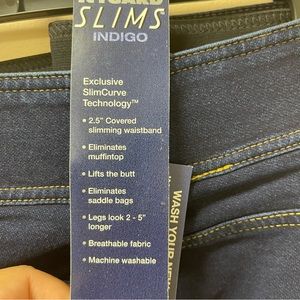 NYGARD
SLIMS
INDIGO
Exclusive
SlimCurve
Technology™
• 2.5" Covered
slimming waistband
• Eliminates
muffintop
• Lifts the butt
• Eliminates
saddle bags
• Legs look 2 - 5"
longer
• Breathable fabric
• Machine washable
WASH YOUR